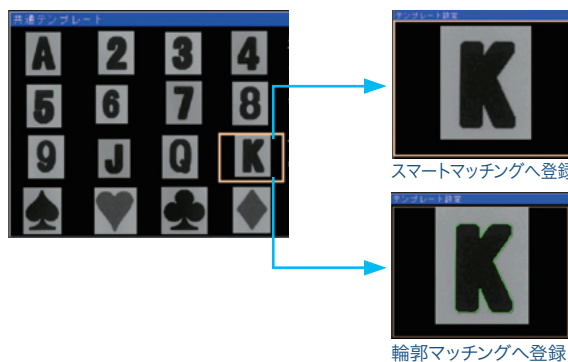 共通テンプレート
A 2 3 4
5 6 7 8
9 J Q K
テンプレート設定
K
スマートマッチングへ登録
テンプレート設定
K
輪郭マッチングへ登録